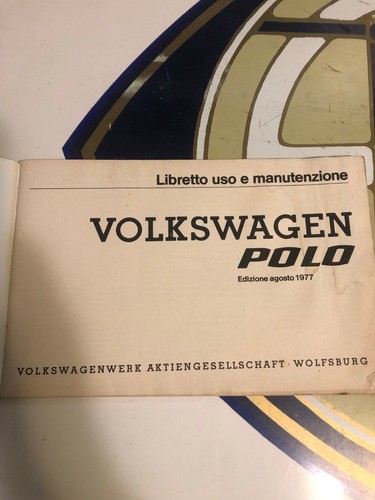 Libretto uso e manutenzione
VOLKSWAGEN
POLO
Edizione agosto 1977
VOLKSWAGENWERK AKTIENGESELLSCHAFT · WOLFSBURG